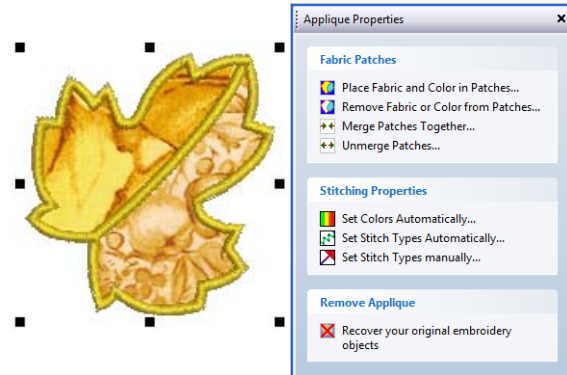 Applique Properties
Fabric Patches
Place Fabric and Color in Patches...
Remove Fabric or Color from Patches...
Merge Patches Together...
Unmerge Patches...
Stitching Properties
Set Colors Automatically...
Set Stitch Types Automatically...
Set Stitch Types manually...
Remove Applique
Recover your original embroidery
objects